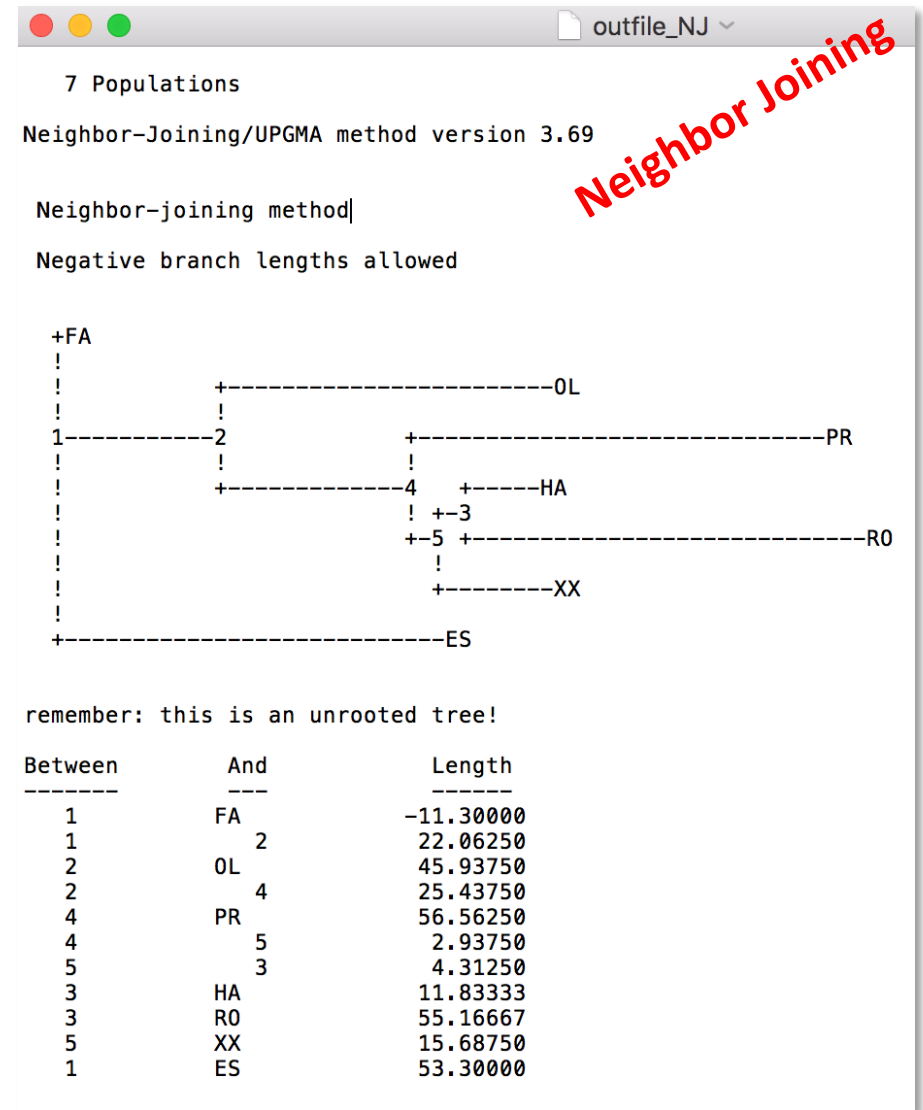 outfile_NJ
Neighbor Joining
7 Populations
Neighbor-Joining/UPGMA method version 3.69
Neighbor-joining method
Negative branch lengths allowed
+FA
!
!           +------------------------OL
!           !
1-----------2             +------------------------------PR
!           !             !
!           +-------------4   +-----HA
!                         ! +-3
!                         +-5 +-----------------------------RO
!                           !
!                           +--------XX
!
+----------------------------ES
remember: this is an unrooted tree!
Between        And               Length
-------        ---               ------
1          FA             -11.30000
1             2            22.06250
2          OL              45.93750
2             4            25.43750
4          PR              56.56250
4             5             2.93750
5             3             4.31250
3          HA              11.83333
3          RO              55.16667
5          XX              15.68750
1          ES              53.30000